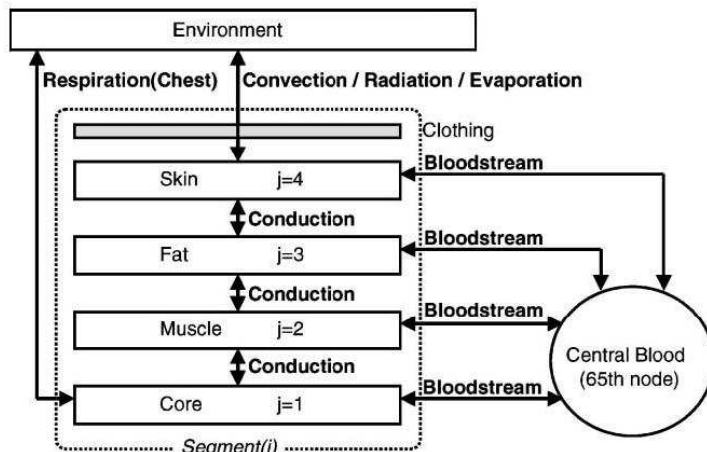 Environment
Respiration(Chest) Convection / Radiation / Evaporation
Clothing
Bloodstream
Skin j=4
Conduction
Bloodstream
Fat j=3
Conduction
Bloodstream
Muscle j=2
Central Blood
(65th node)
Conduction
Bloodstream
Core j=1
Segment(i)